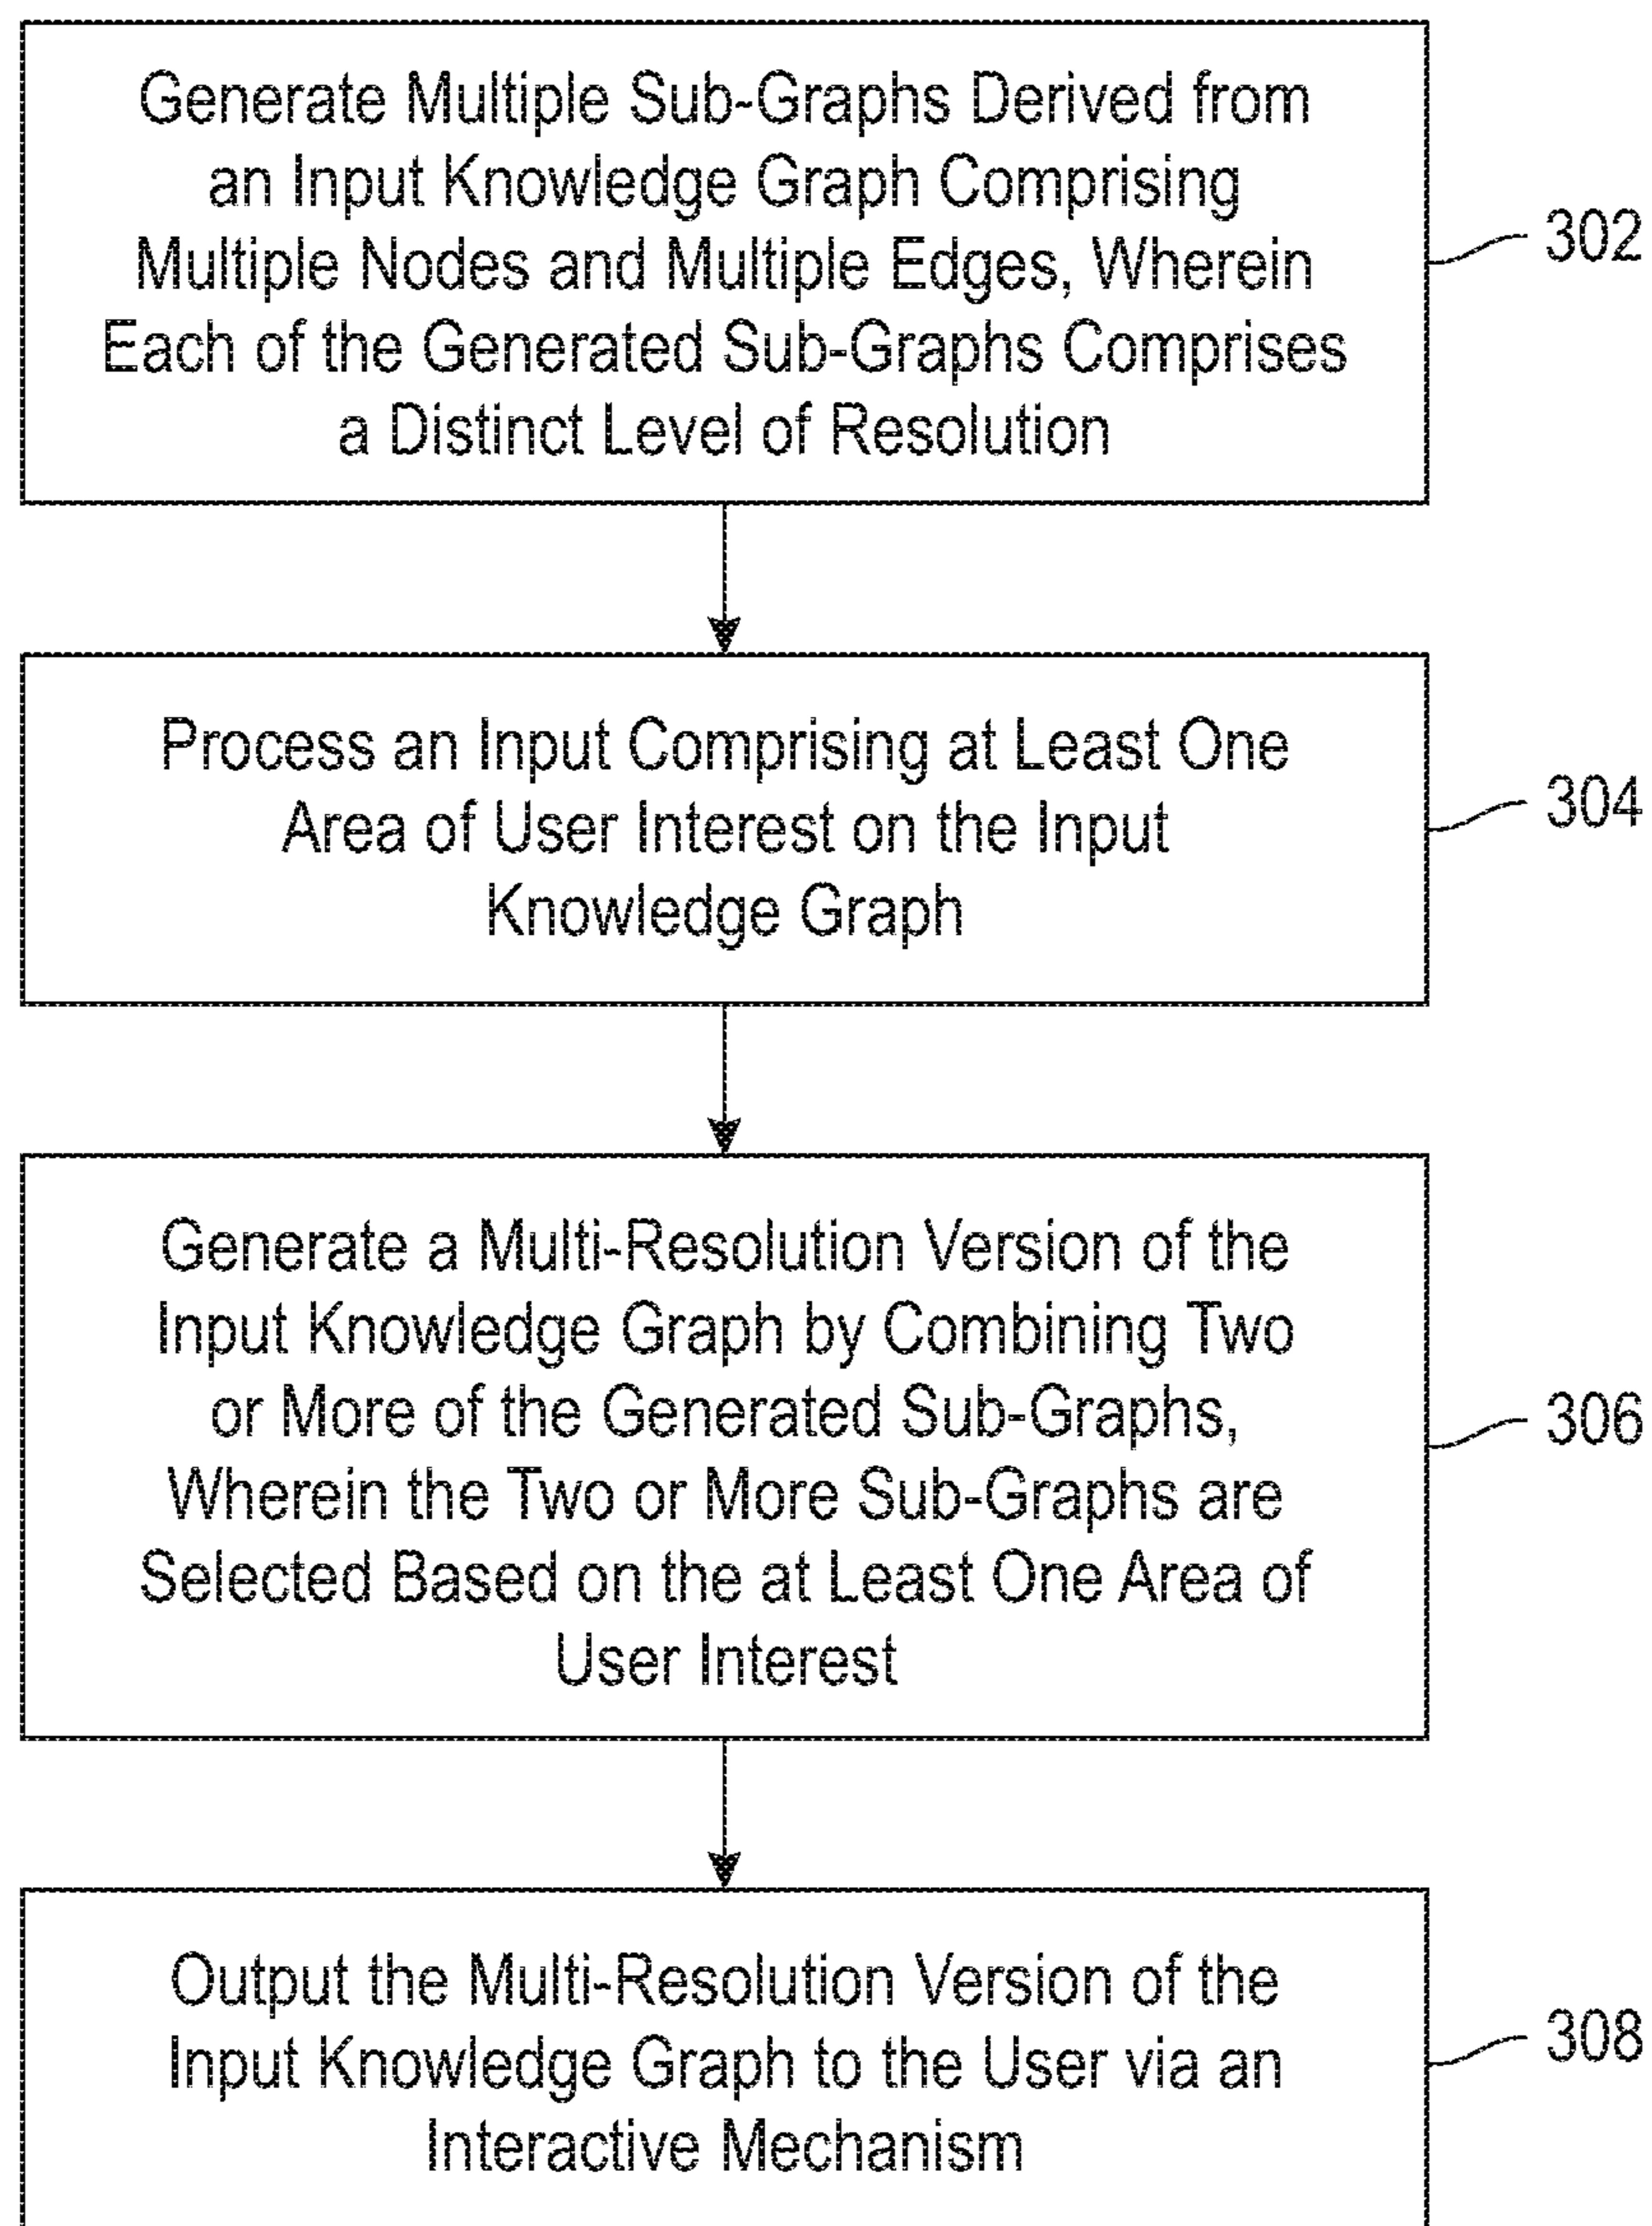 Generate Multiple Sub-Graphs Derived from
an Input Knowledge Graph Comprising
Multiple Nodes and Multiple Edges, Wherein
Each of the Generated Sub-Graphs Comprises
a Distinct Level of Resolution
302
Process an Input Comprising at Least One
Area of User Interest on the Input
Knowledge Graph
304
Generate a Multi-Resolution Version of the
Input Knowledge Graph by Combining Two
or More of the Generated Sub-Graphs,
Wherein the Two or More Sub-Graphs are
Selected Based on the at Least One Area of
User Interest
306
Output the Multi-Resolution Version of the
Input Knowledge Graph to the User via an
Interactive Mechanism
308